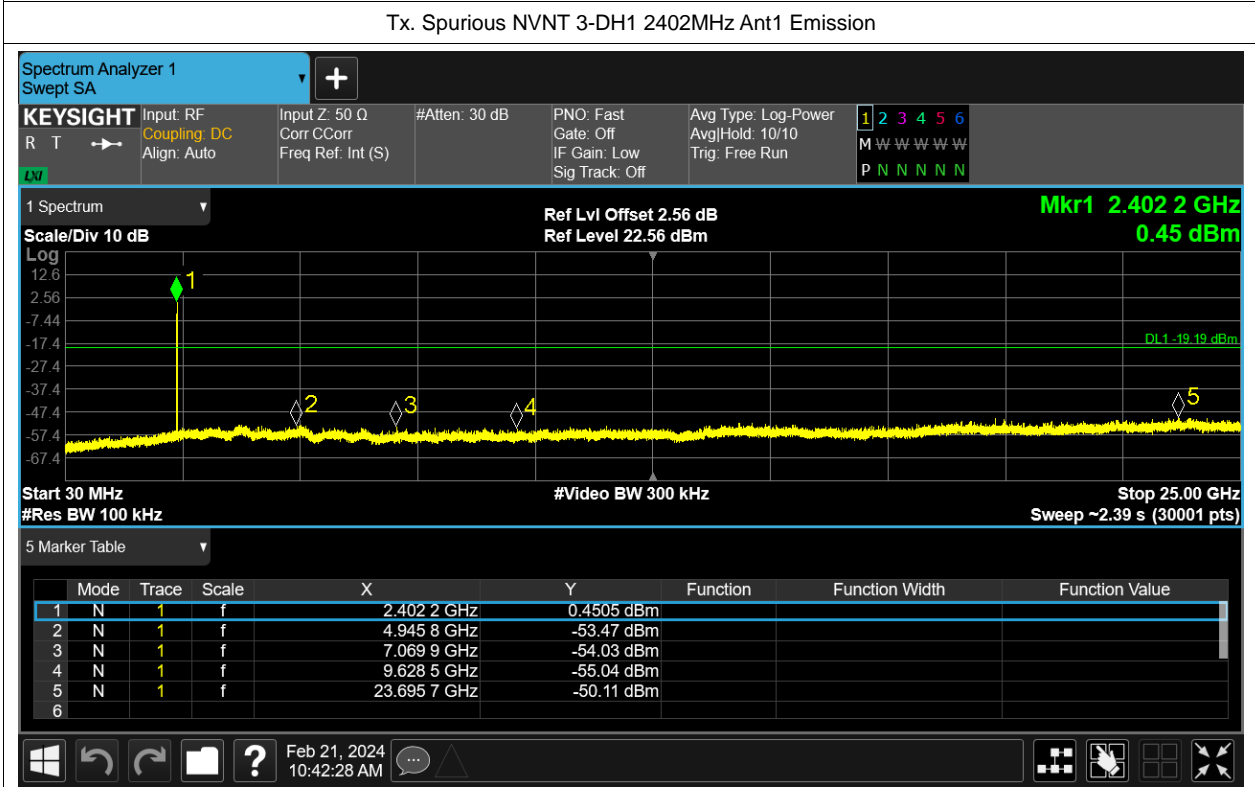 Tx. Spurious NVNT 3-DH1 2402MHz Ant1 Emission
Spectrum Analyzer 1
Swept SA
KEYSIGHT
R T
LXI
Input: RF
Coupling: DC
Align: Auto
Input Z: 50 Ω
Corr CCorr
Freq Ref: Int (S)
#Atten: 30 dB
PNO: Fast
Gate: Off
IF Gain: Low
Sig Track: Off
Avg Type: Log-Power
Avg|Hold: 10/10
Trig: Free Run
1 2 3 4 5 6
M W W W W W
P N N N N N
1 Spectrum
Scale/Div 10 dB
Ref Lvl Offset 2.56 dB
Ref Level 22.56 dBm
Mkr1 2.402 2 GHz
0.45 dBm
Log
12.6
2.56
-7.44
-17.4
-27.4
-37.4
-47.4
-57.4
-67.4
1
2
3
4
5
DL1 -19.19 dBm
Start 30 MHz
#Video BW 300 kHz
Stop 25.00 GHz
#Res BW 100 kHz
Sweep ~2.39 s (30001 pts)
5 Marker Table
Mode Trace Scale X Y Function Function Width Function Value
1 N 1 f 2.402 2 GHz 0.4505 dBm
2 N 1 f 4.945 8 GHz -53.47 dBm
3 N 1 f 7.069 9 GHz -54.03 dBm
4 N 1 f 9.628 5 GHz -55.04 dBm
5 N 1 f 23.695 7 GHz -50.11 dBm
6
?
Feb 21, 2024
10:42:28 AM